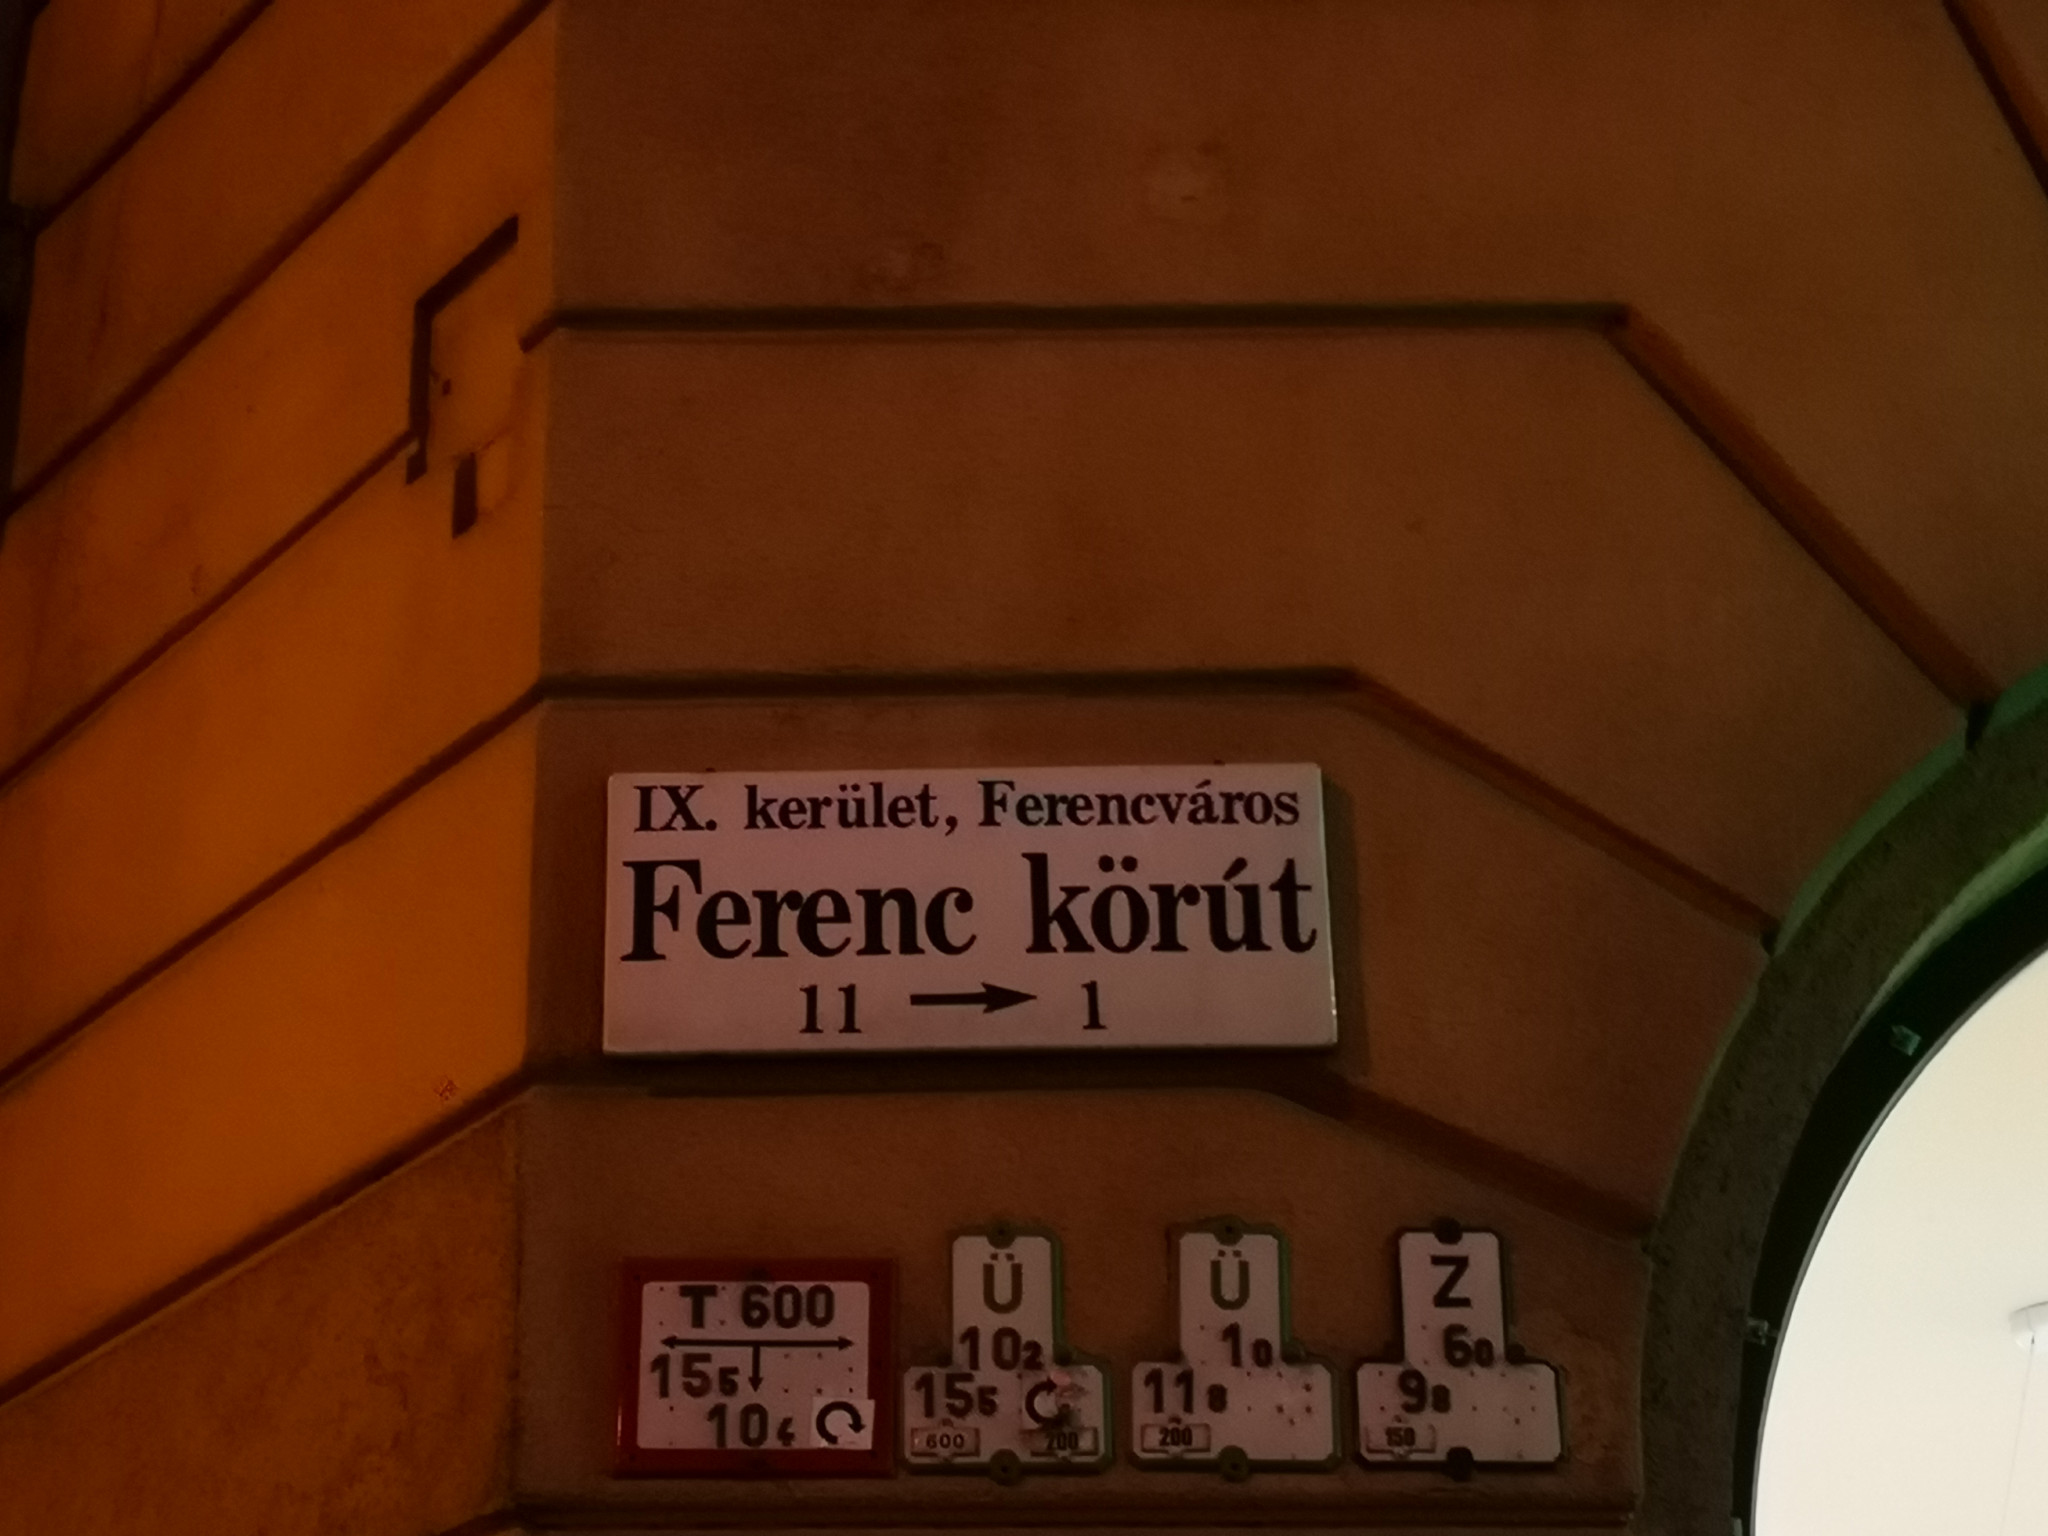 IX. kerület, Ferencváros
Ferenc körút
11 → 1
T 600
15₅
10₄
Ü
10₂
15₅
600 200
Ü
1₀
11₈
200
Z
6₀
9₈
150